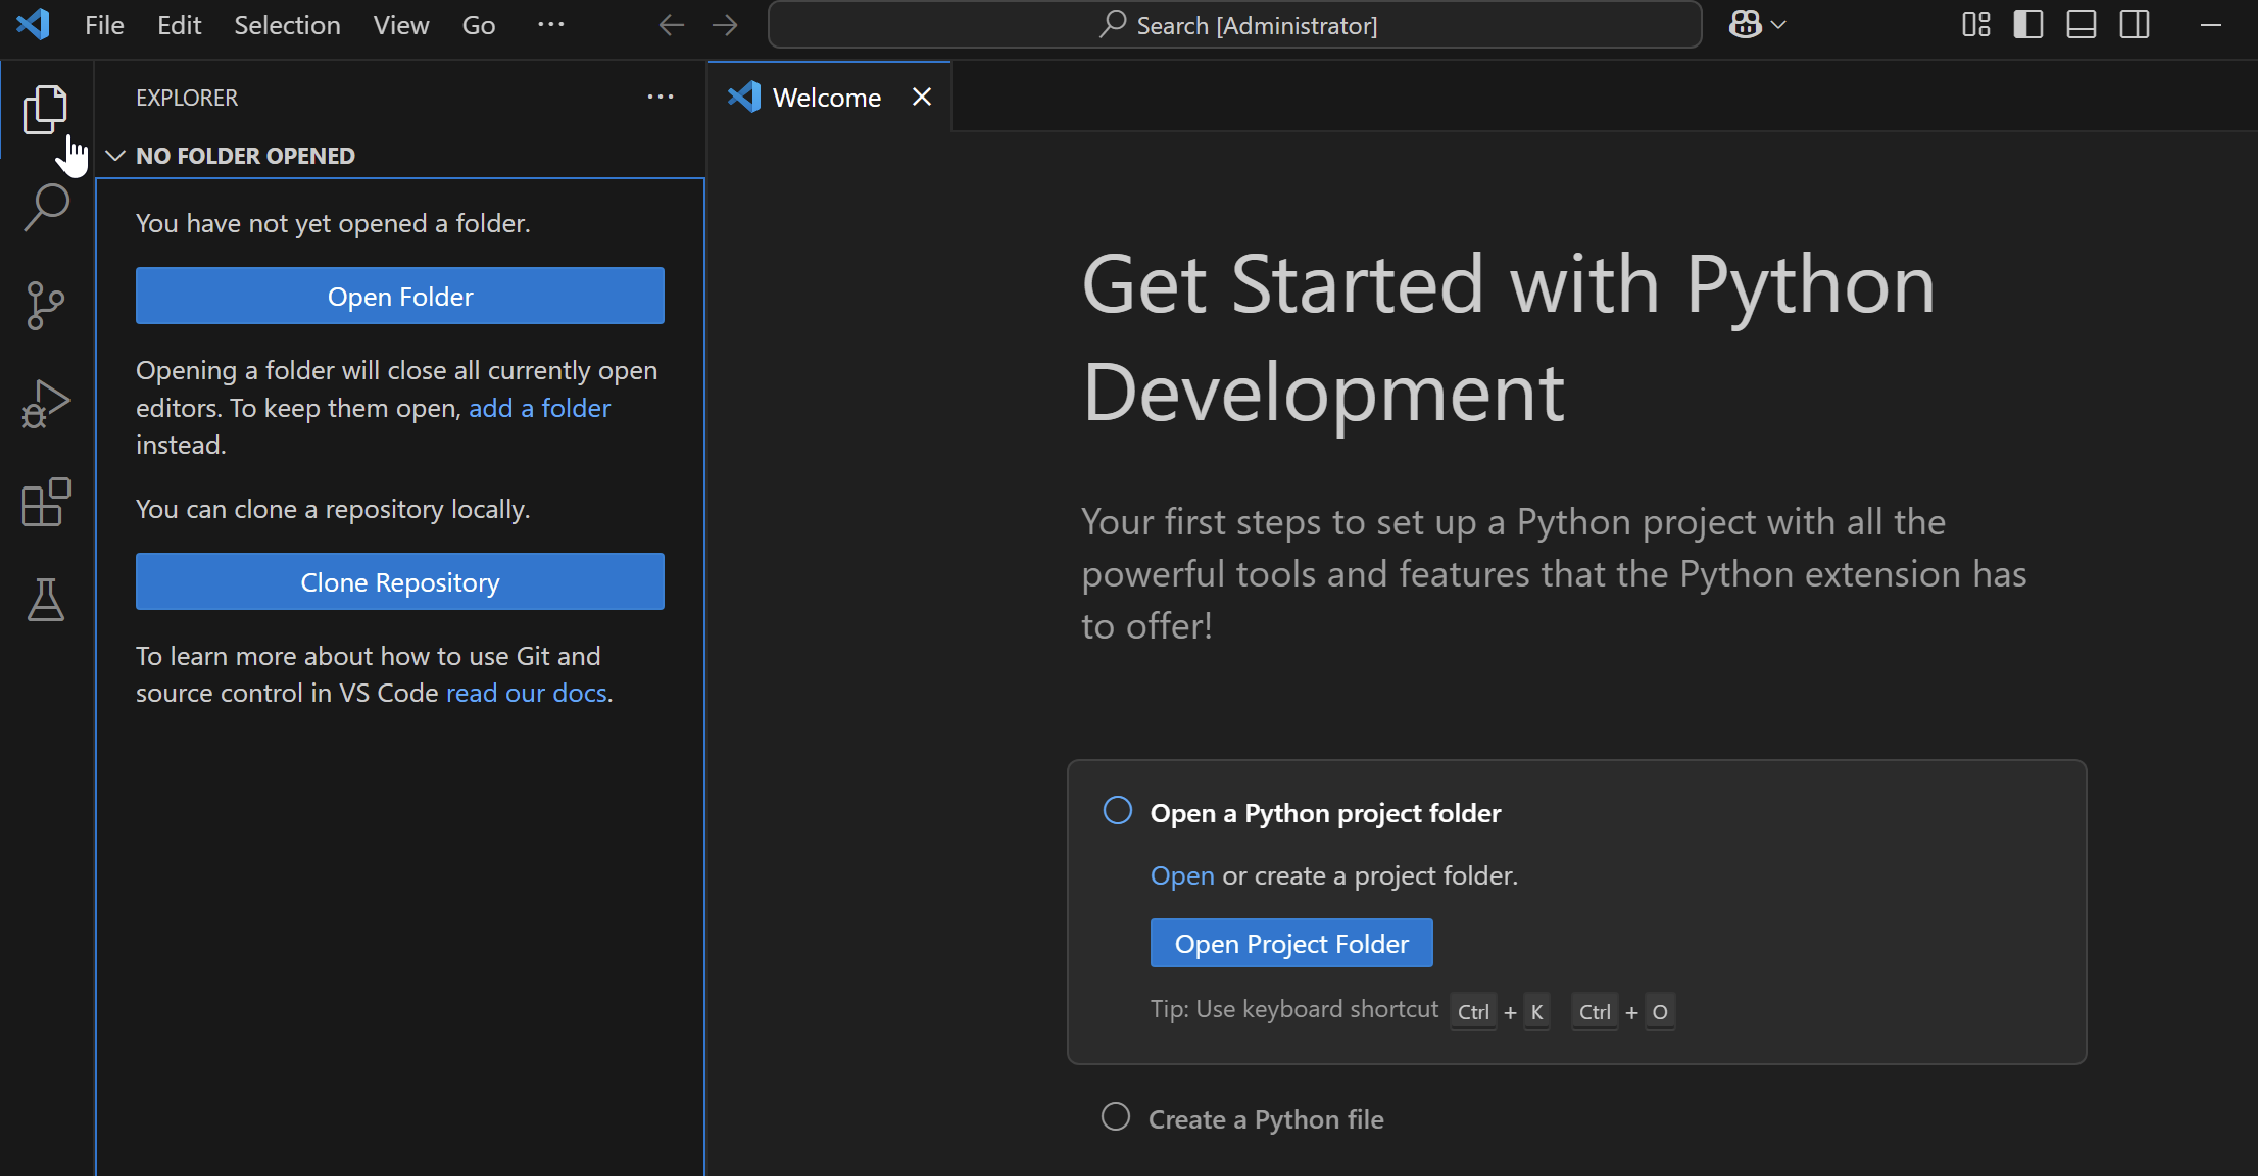 File Edit Selection View Go ··· Search [Administrator]
EXPLORER ···
NO FOLDER OPENED
You have not yet opened a folder.
Open Folder
Opening a folder will close all currently open
editors. To keep them open, add a folder
instead.
You can clone a repository locally.
Clone Repository
To learn more about how to use Git and
source control in VS Code read our docs.
Welcome
Get Started with Python
Development
Your first steps to set up a Python project with all the
powerful tools and features that the Python extension has
to offer!
Open a Python project folder
Open or create a project folder.
Open Project Folder
Tip: Use keyboard shortcut Ctrl + K Ctrl + O
Create a Python file